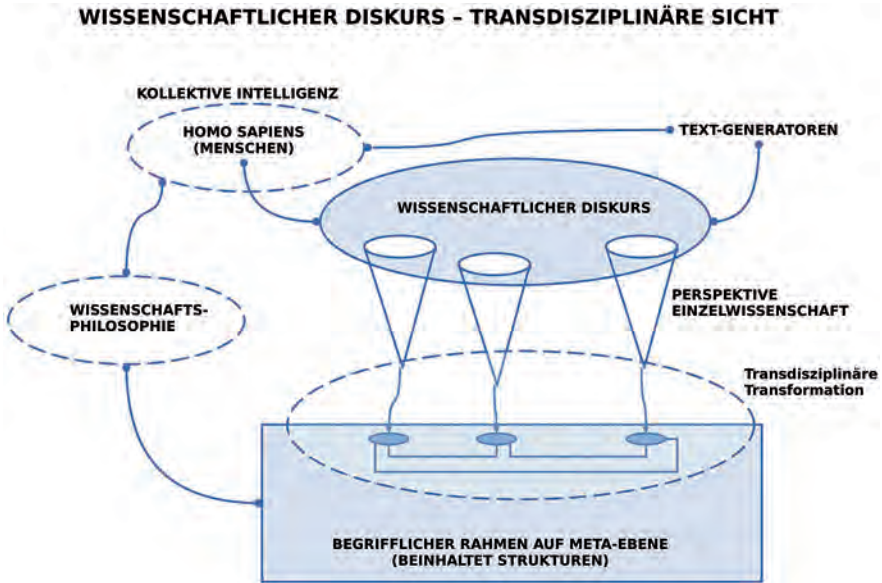 WISSENSCHAFTLICHER DISKURS – TRANSDISZIPLINÄRE SICHT
KOLLEKTIVE INTELLIGENZ
HOMO SAPIENS
(MENSCHEN)
TEXT-GENERATOREN
WISSENSCHAFTLICHER DISKURS
WISSENSCHAFTS-
PHILOSOPHIE
PERSPEKTIVE
EINZELWISSENSCHAFT
Transdisziplinäre
Transformation
BEGRIFFLICHER RAHMEN AUF META-EBENE
(BEINHALTET STRUKTUREN)